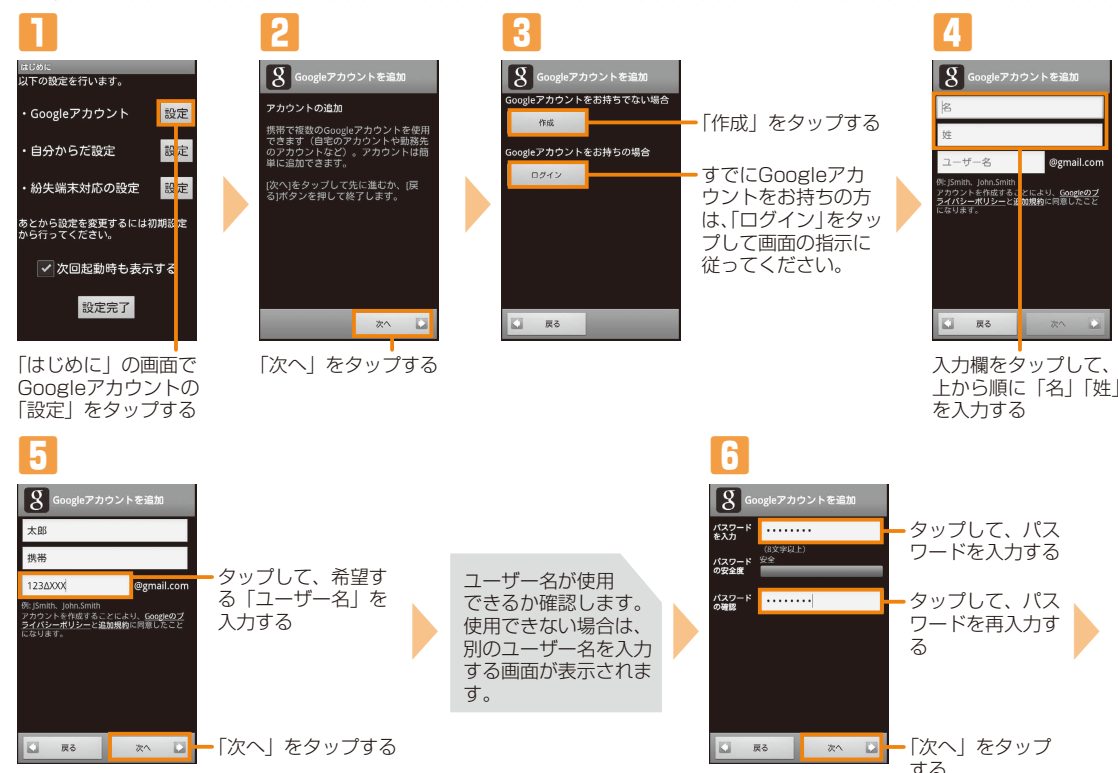 1
はじめに
以下の設定を行います。
・Googleアカウント 設定
・自分からだ設定 設定
・紛失端末対応の設定 設定
あとから設定を変更するには初期設定
から行ってください。
次回起動時も表示する
設定完了
「はじめに」の画面で
Googleアカウントの
「設定」をタップする
2
Googleアカウントを追加
アカウントの追加
携帯で複数のGoogleアカウントを使用
できます（自宅のアカウントや勤務先
のアカウントなど）。アカウントは簡
単に追加できます。
[次へ]をタップして先に進むか、[戻
る]ボタンを押して終了します。
次へ
「次へ」をタップする
3
Googleアカウントを追加
Googleアカウントをお持ちでない場合
作成
Googleアカウントをお持ちの場合
ログイン
戻る
「作成」をタップする
すでにGoogleアカ
ウントをお持ちの方
は、「ログイン」をタッ
プして画面の指示に
従ってください。
4
Googleアカウントを追加
名
姓
ユーザー名 @gmail.com
例: JSmith、John.Smith
アカウントを作成することにより、Googleのプ
ライバシーポリシーと追加規約に同意したこと
になります。
戻る 次へ
入力欄をタップして、
上から順に「名」「姓」
を入力する
5
Googleアカウントを追加
太郎
携帯
123ΔXXX @gmail.com
例: JSmith、John.Smith
アカウントを作成することにより、Googleのプ
ライバシーポリシーと追加規約に同意したこと
になります。
戻る 次へ
タップして、希望す
る「ユーザー名」を
入力する
「次へ」をタップする
ユーザー名が使用
できるか確認します。
使用できない場合は、
別のユーザー名を入力
する画面が表示されま
す。
6
Googleアカウントを追加
パスワード
を入力 ••••••••
(8文字以上)
パスワード 安全
の安全度
パスワード
の確認 ••••••••
戻る 次へ
タップして、パス
ワードを入力する
タップして、パス
ワードを再入力す
る
「次へ」をタップ
する